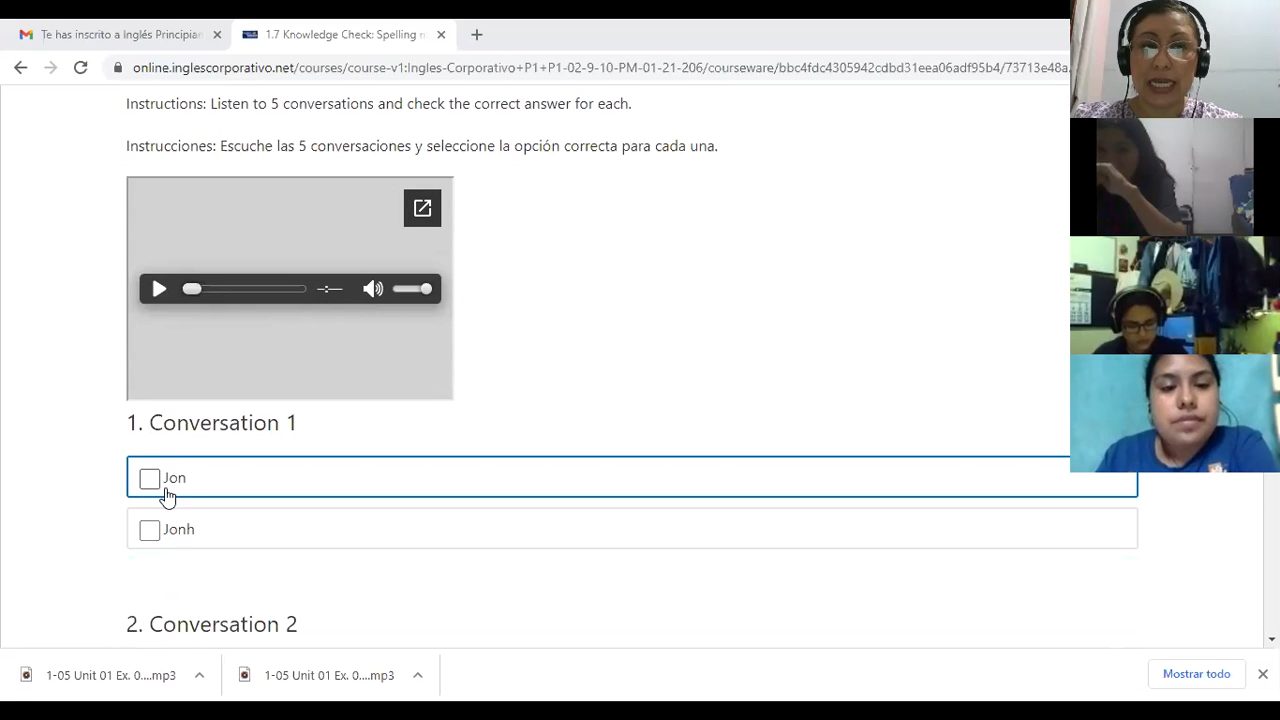 Te has inscrito a Inglés Principian
1.7 Knowledge Check: Spelling n
online.inglescorporativo.net/courses/course-v1:Ingles-Corporativo+P1+P1-02-9-10-PM-01-21-206/courseware/bbc4fdc4305942cdbd31eea06adf95b4/73713e48a.
Instructions: Listen to 5 conversations and check the correct answer for each.
Instrucciones: Escuche las 5 conversaciones y seleccione la opción correcta para cada una.
-:--
1. Conversation 1
Jon
Jonh
2. Conversation 2
1-05 Unit 01 Ex. 0....mp3
1-05 Unit 01 Ex. 0....mp3
Mostrar todo